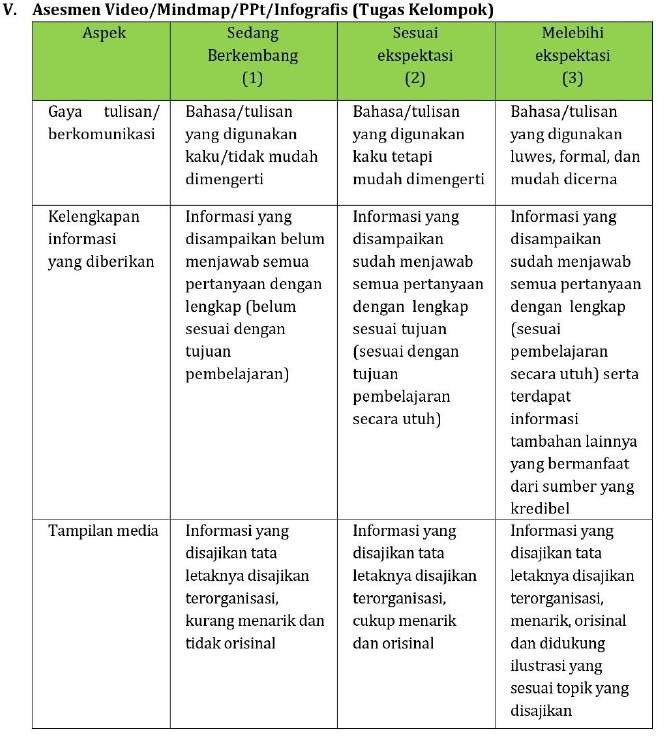 V. Asesmen Video/Mindmap/PPt/Infografis (Tugas Kelompok)
Aspek
Sedang
Berkembang
(1)
Sesuai
ekspektasi
(2)
Melebihi
ekspektasi
(3)
Gaya tulisan/
berkomunikasi
Bahasa/tulisan
yang digunakan
kaku/tidak mudah
dimengerti
Bahasa/tulisan
yang digunakan
kaku tetapi
mudah dimengerti
Bahasa/tulisan
yang digunakan
luwes, formal, dan
mudah dicerna
Kelengkapan
informasi
yang diberikan
Informasi yang
disampaikan belum
menjawab semua
pertanyaan dengan
lengkap (belum
sesuai dengan
tujuan
pembelajaran)
Informasi yang
disampaikan
sudah menjawab
semua pertanyaan
dengan lengkap
sesuai tujuan
(sesuai dengan
tujuan
pembelajaran
secara utuh)
Informasi yang
disampaikan
sudah menjawab
semua pertanyaan
dengan lengkap
(sesuai
pembelajaran
secara utuh) serta
terdapat
informasi
tambahan lainnya
yang bermanfaat
dari sumber yang
kredibel
Tampilan media
Informasi yang
disajikan tata
letaknya disajikan
terorganisasi,
kurang menarik dan
tidak orisinal
Informasi yang
disajikan tata
letaknya disajikan
terorganisasi,
cukup menarik
dan orisinal
Informasi yang
disajikan tata
letaknya disajikan
terorganisasi,
menarik, orisinal
dan didukung
ilustrasi yang
sesuai topik yang
disajikan